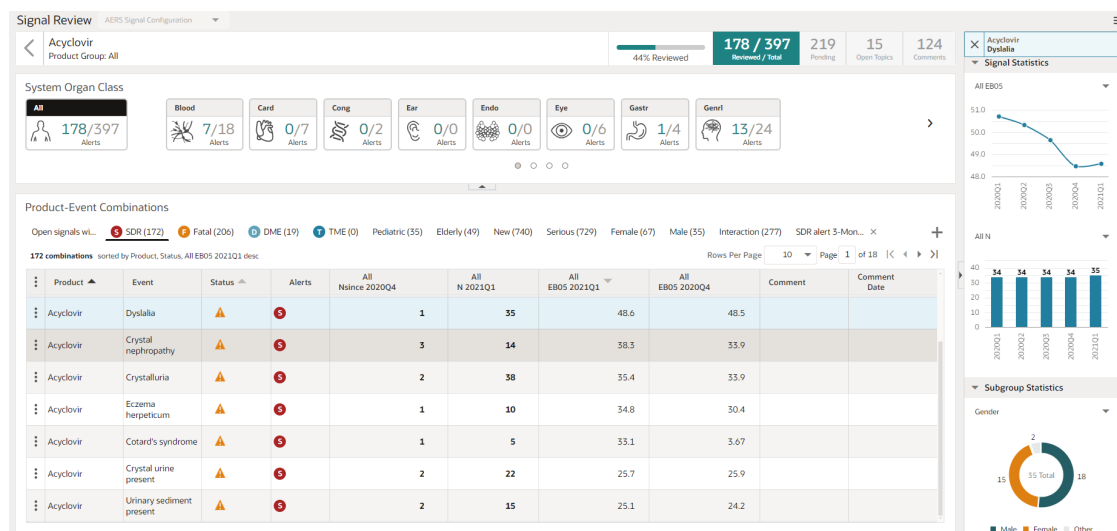 Signal Review AERS Signal Configuration
Acyclovir
Product Group: All
44% Reviewed
178 / 397
Reviewed / Total
219
Pending
15
Open Topics
124
Comments
System Organ Class
All
178/397
Alerts
Blood
7/18
Alerts
Card
0/7
Alerts
Cong
0/2
Alerts
Ear
0/0
Alerts
Endo
0/0
Alerts
Eye
0/6
Alerts
Gastr
1/4
Alerts
Genrl
13/24
Alerts
Product-Event Combinations
Open signals wi... S SDR (172) F Fatal (206) D DME (19) T TME (0) Pediatric (35) Elderly (49) New (740) Serious (729) Female (67) Male (35) Interaction (277) SDR alert 3-Mon... ×
172 combinations sorted by Product, Status, All EB05 2021Q1 desc
Rows Per Page 10 Page 1 of 18
Product Event Status Alerts All Nsince 2020Q4 All N 2021Q1 All EB05 2021Q1 All EB05 2020Q4 Comment Comment Date
Acyclovir Dyslalia S 1 35 48.6 48.5
Acyclovir Crystal nephropathy S 3 14 38.3 33.9
Acyclovir Crystalluria S 2 38 35.4 33.9
Acyclovir Eczema herpeticum S 1 10 34.8 30.4
Acyclovir Cotard's syndrome S 1 5 33.1 3.67
Acyclovir Crystal urine present S 2 22 25.7 25.9
Acyclovir Urinary sediment present S 2 15 25.1 24.2
Acyclovir
Dyslalia
Signal Statistics
All EB05
51.0
50.0
49.0
48.0
2020Q1 2020Q2 2020Q3 2020Q4 2021Q1
All N
40
30
20
10
0
34 34 34 34 35
2020Q1 2020Q2 2020Q3 2020Q4 2021Q1
Subgroup Statistics
Gender
2
15
35 Total
18
Male Female Other